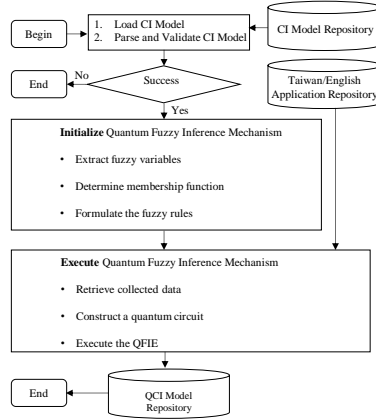 Begin
1. Load CI Model
2. Parse and Validate CI Model
CI Model Repository
No
Success
End
Taiwan/English
Application Repository
Yes
Initialize Quantum Fuzzy Inference Mechanism
• Extract fuzzy variables
• Determine membership function
• Formulate the fuzzy rules
Execute Quantum Fuzzy Inference Mechanism
• Retrieve collected data
• Construct a quantum circuit
• Execute the QFIE
End
QCI Model
Repository